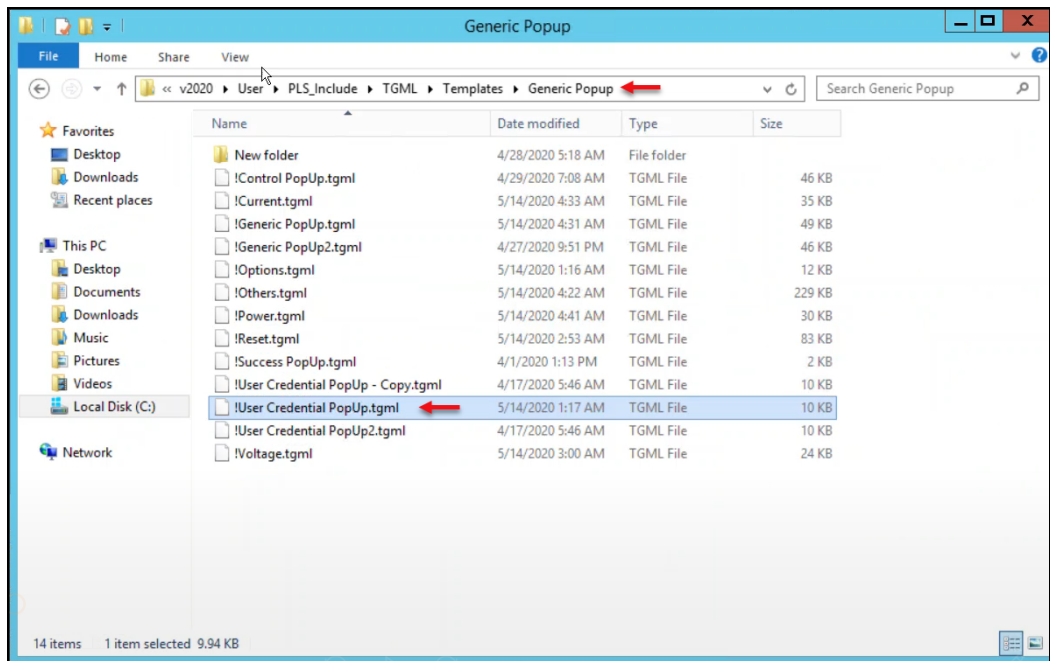 Generic Popup
File Home Share View
« v2020 User PLS_Include TGML Templates Generic Popup Search Generic Popup
Name Date modified Type Size
Favorites
Desktop
Downloads
Recent places
This PC
Desktop
Documents
Downloads
Music
Pictures
Videos
Local Disk (C:)
Network
New folder 4/28/2020 5:18 AM File folder
!Control PopUp.tgml 4/29/2020 7:08 AM TGML File 46 KB
!Current.tgml 5/14/2020 4:33 AM TGML File 35 KB
!Generic PopUp.tgml 5/14/2020 4:31 AM TGML File 49 KB
!Generic PopUp2.tgml 4/27/2020 9:51 PM TGML File 46 KB
!Options.tgml 5/14/2020 1:16 AM TGML File 12 KB
!Others.tgml 5/14/2020 4:22 AM TGML File 229 KB
!Power.tgml 5/14/2020 4:41 AM TGML File 30 KB
!Reset.tgml 5/14/2020 2:53 AM TGML File 83 KB
!Success PopUp.tgml 4/1/2020 1:13 PM TGML File 2 KB
!User Credential PopUp - Copy.tgml 4/17/2020 5:46 AM TGML File 10 KB
!User Credential PopUp.tgml 5/14/2020 1:17 AM TGML File 10 KB
!User Credential PopUp2.tgml 4/17/2020 5:46 AM TGML File 10 KB
!Voltage.tgml 5/14/2020 3:00 AM TGML File 24 KB
14 items 1 item selected 9.94 KB